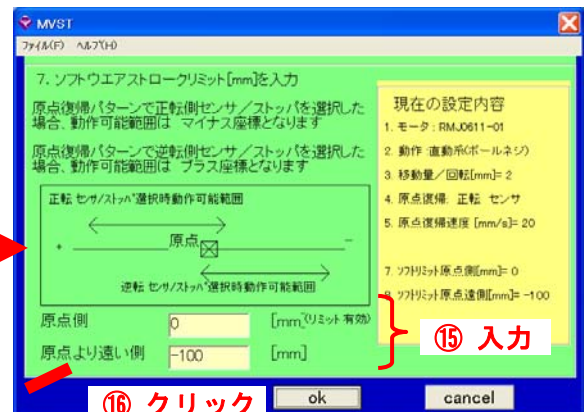 MVST
ファイル(F) ヘルプ(H)
7. ソフトウエアストロークリミット[mm]を入力
原点復帰パターンで正転側センサ／ストッパを選択した
場合、動作可能範囲は マイナス座標となります
原点復帰パターンで逆転側センサ／ストッパを選択した
場合、動作可能範囲は プラス座標となります
正転 センサ/ストッパ選択時動作可能範囲
+ 原点 -
逆転 センサ/ストッパ選択時動作可能範囲
原点側 0 [mm](リミット有効)
原点より遠い側 -100 [mm]
現在の設定内容
1. モータ: RMJ0611-01
2. 動作:直動系(ボールネジ)
3. 移動量／回転[mm]= 2
4. 原点復帰: 正転 センサ
5. 原点復帰速度 [mm/s]= 20
7. ソフトリミット原点側[mm]= 0
8. ソフトリミット原点遠側[mm]= -100
⑮ 入力
⑯ クリック
ok cancel